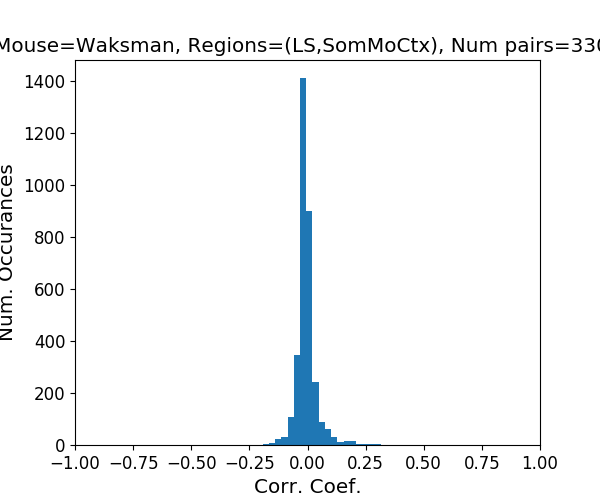 Mouse=Waksman, Regions=(LS,SomMoCtx), Num pairs=330
Num. Occurances
1400
1200
1000
800
600
400
200
0
−1.00 −0.75 −0.50 −0.25 0.00 0.25 0.50 0.75 1.00
Corr. Coef.